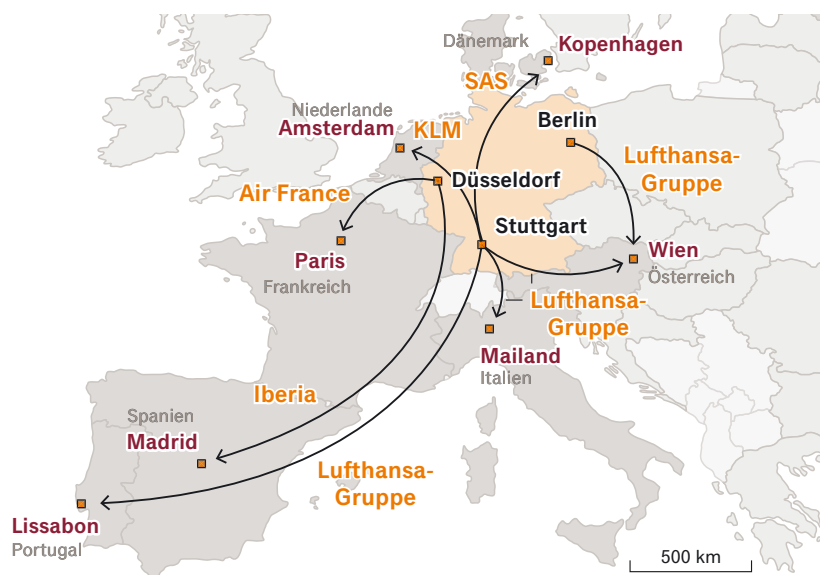 Dänemark
Kopenhagen
SAS
Niederlande
Amsterdam
KLM
Berlin
Lufthansa-
Gruppe
Düsseldorf
Air France
Stuttgart
Paris
Frankreich
Wien
Österreich
Lufthansa-
Gruppe
Mailand
Italien
Iberia
Spanien
Madrid
Lufthansa-
Gruppe
Lissabon
Portugal
500 km